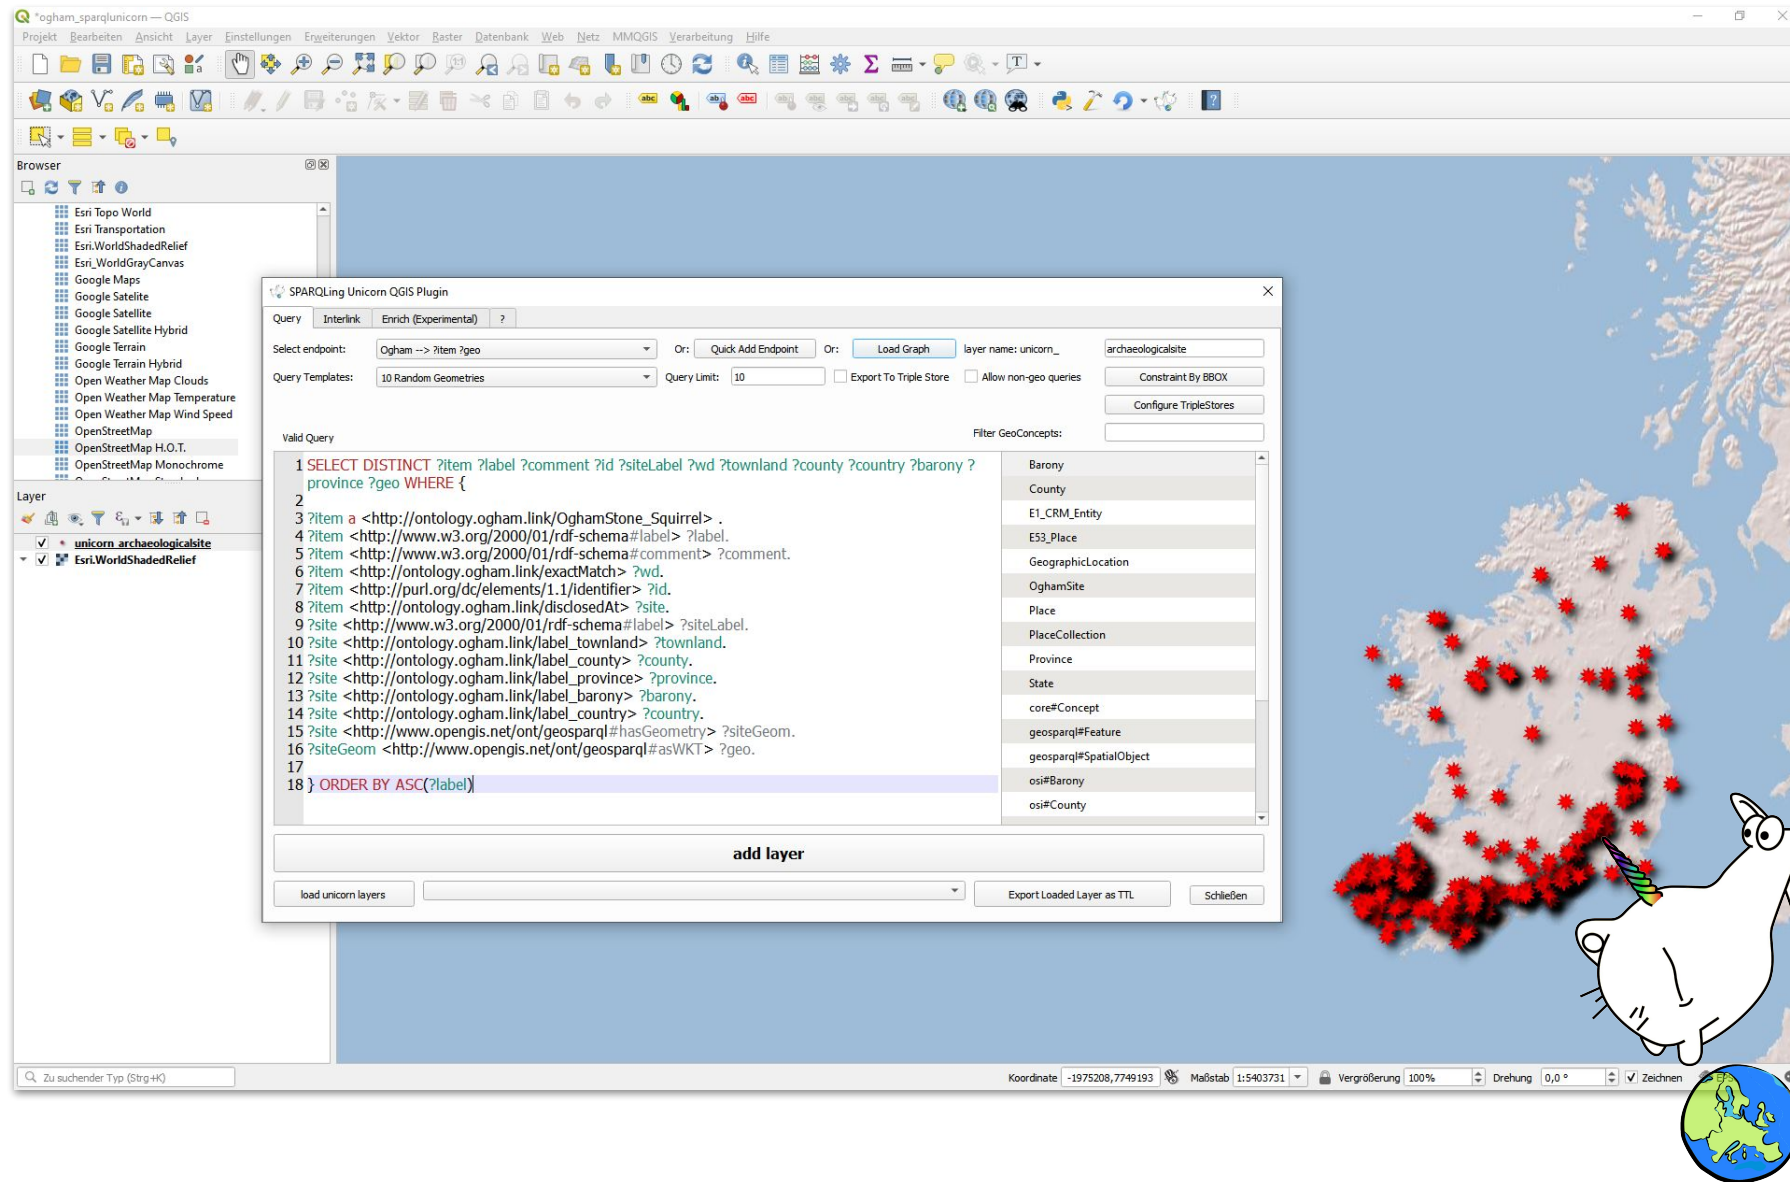 *ogham_sparqlunicorn — QGIS
Projekt Bearbeiten Ansicht Layer Einstellungen Erweiterungen Vektor Raster Datenbank Web Netz MMQGIS Verarbeitung Hilfe
Browser
Esri Topo World
Esri Transportation
Esri.WorldShadedRelief
Esri_WorldGrayCanvas
Google Maps
Google Satelite
Google Satellite
Google Satellite Hybrid
Google Terrain
Google Terrain Hybrid
Open Weather Map Clouds
Open Weather Map Temperature
Open Weather Map Wind Speed
OpenStreetMap
OpenStreetMap H.O.T.
OpenStreetMap Monochrome
Layer
unicorn_archaeologicalsite
Esri.WorldShadedRelief
SPARQLing Unicorn QGIS Plugin
Query Interlink Enrich (Experimental) ?
Select endpoint: Ogham --> ?item ?geo Or: Quick Add Endpoint Or: Load Graph layer name: unicorn_ archaeologicalsite
Query Templates: 10 Random Geometries Query Limit: 10 Export To Triple Store Allow non-geo queries Constraint By BBOX
Configure TripleStores
Valid Query Filter GeoConcepts:
1 SELECT DISTINCT ?item ?label ?comment ?id ?siteLabel ?wd ?townland ?county ?country ?barony ?
province ?geo WHERE {
2
3 ?item a <http://ontology.ogham.link/OghamStone_Squirrel> .
4 ?item <http://www.w3.org/2000/01/rdf-schema#label> ?label.
5 ?item <http://www.w3.org/2000/01/rdf-schema#comment> ?comment.
6 ?item <http://ontology.ogham.link/exactMatch> ?wd.
7 ?item <http://purl.org/dc/elements/1.1/identifier> ?id.
8 ?item <http://ontology.ogham.link/disclosedAt> ?site.
9 ?site <http://www.w3.org/2000/01/rdf-schema#label> ?siteLabel.
10 ?site <http://ontology.ogham.link/label_townland> ?townland.
11 ?site <http://ontology.ogham.link/label_county> ?county.
12 ?site <http://ontology.ogham.link/label_province> ?province.
13 ?site <http://ontology.ogham.link/label_barony> ?barony.
14 ?site <http://ontology.ogham.link/label_country> ?country.
15 ?site <http://www.opengis.net/ont/geosparql#hasGeometry> ?siteGeom.
16 ?siteGeom <http://www.opengis.net/ont/geosparql#asWKT> ?geo.
17
18 } ORDER BY ASC(?label)
Barony
County
E1_CRM_Entity
E53_Place
GeographicLocation
OghamSite
Place
PlaceCollection
Province
State
core#Concept
geosparql#Feature
geosparql#SpatialObject
osi#Barony
osi#County
add layer
load unicorn layers Export Loaded Layer as TTL Schließen
Zu suchender Typ (Strg+K) Koordinate -1975208,7749193 Maßstab 1:5403731 Vergrößerung 100% Drehung 0,0 ° Zeichnen